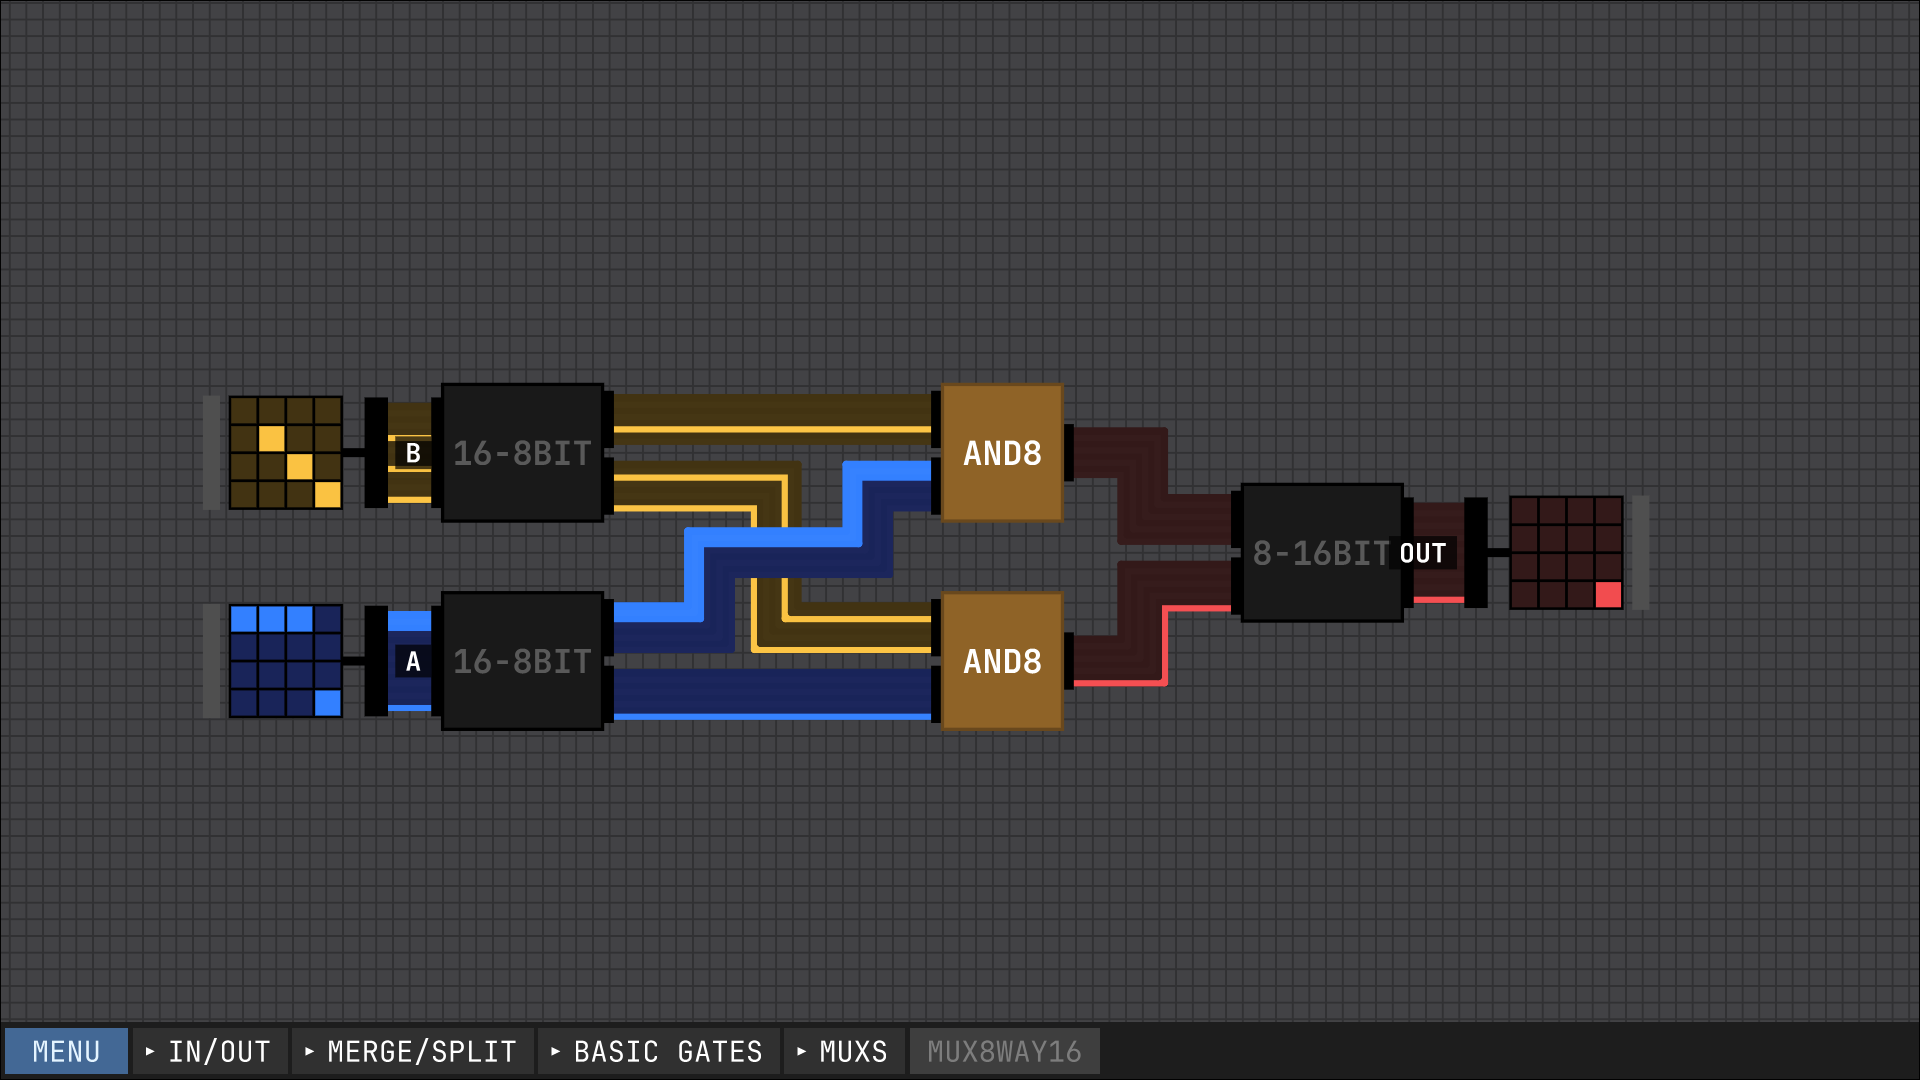 B
16-8BIT
AND8
A
16-8BIT
AND8
8-16BIT
OUT
MENU
▸ IN/OUT
▸ MERGE/SPLIT
▸ BASIC GATES
▸ MUXS
MUX8WAY16